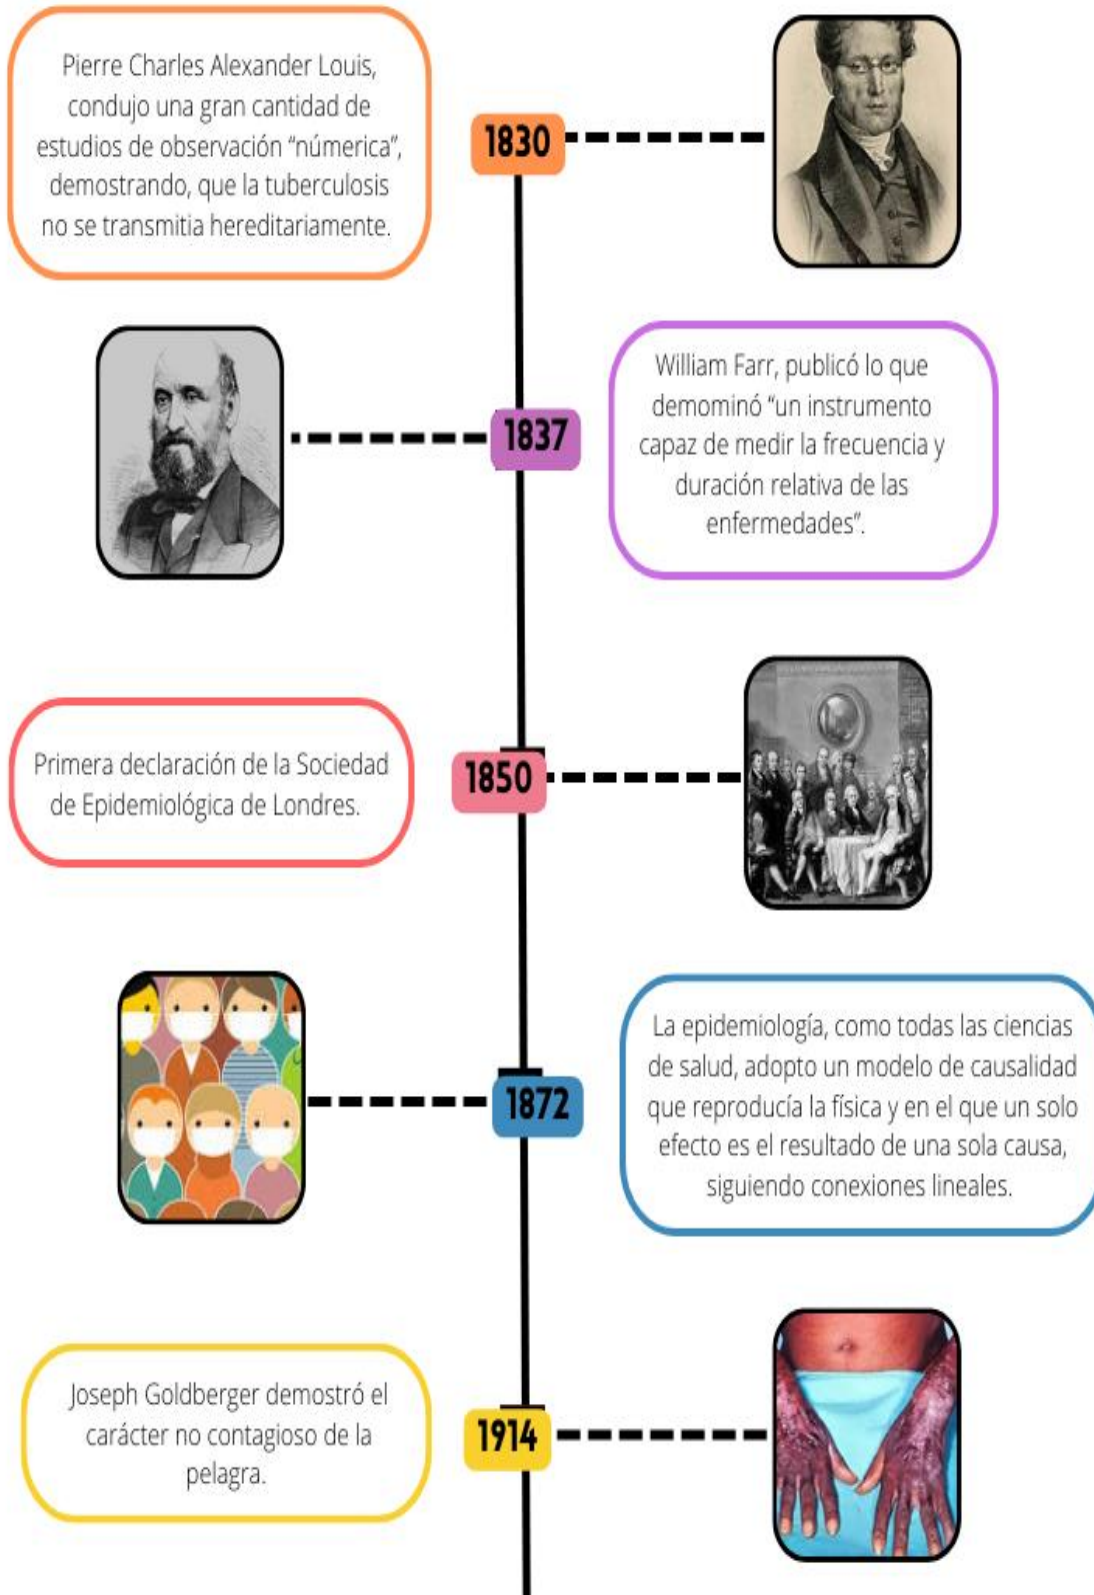 Pierre Charles Alexander Louis,
condujo una gran cantidad de
estudios de observación “númerica”,
demostrando, que la tuberculosis
no se transmitia hereditariamente.
1830
1837
William Farr, publicó lo que
demominó “un instrumento
capaz de medir la frecuencia y
duración relativa de las
enfermedades”.
Primera declaración de la Sociedad
de Epidemiológica de Londres.
1850
1872
La epidemiología, como todas las ciencias
de salud, adopto un modelo de causalidad
que reproducía la física y en el que un solo
efecto es el resultado de una sola causa,
siguiendo conexiones lineales.
Joseph Goldberger demostró el
carácter no contagioso de la
pelagra.
1914